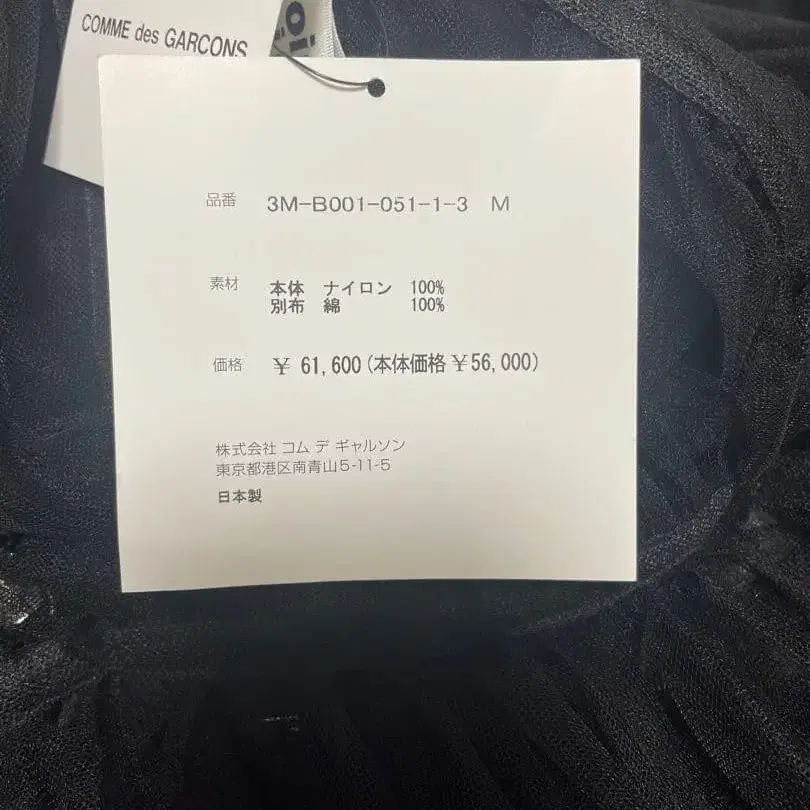 COMME des GARCONS
品番 3M-B001-051-1-3 M
素材 本体 ナイロン 100%
別布 綿 100%
価格 ¥ 61,600(本体価格¥56,000)
株式会社 コム デ ギャルソン
東京都港区南青山5-11-5
日本製